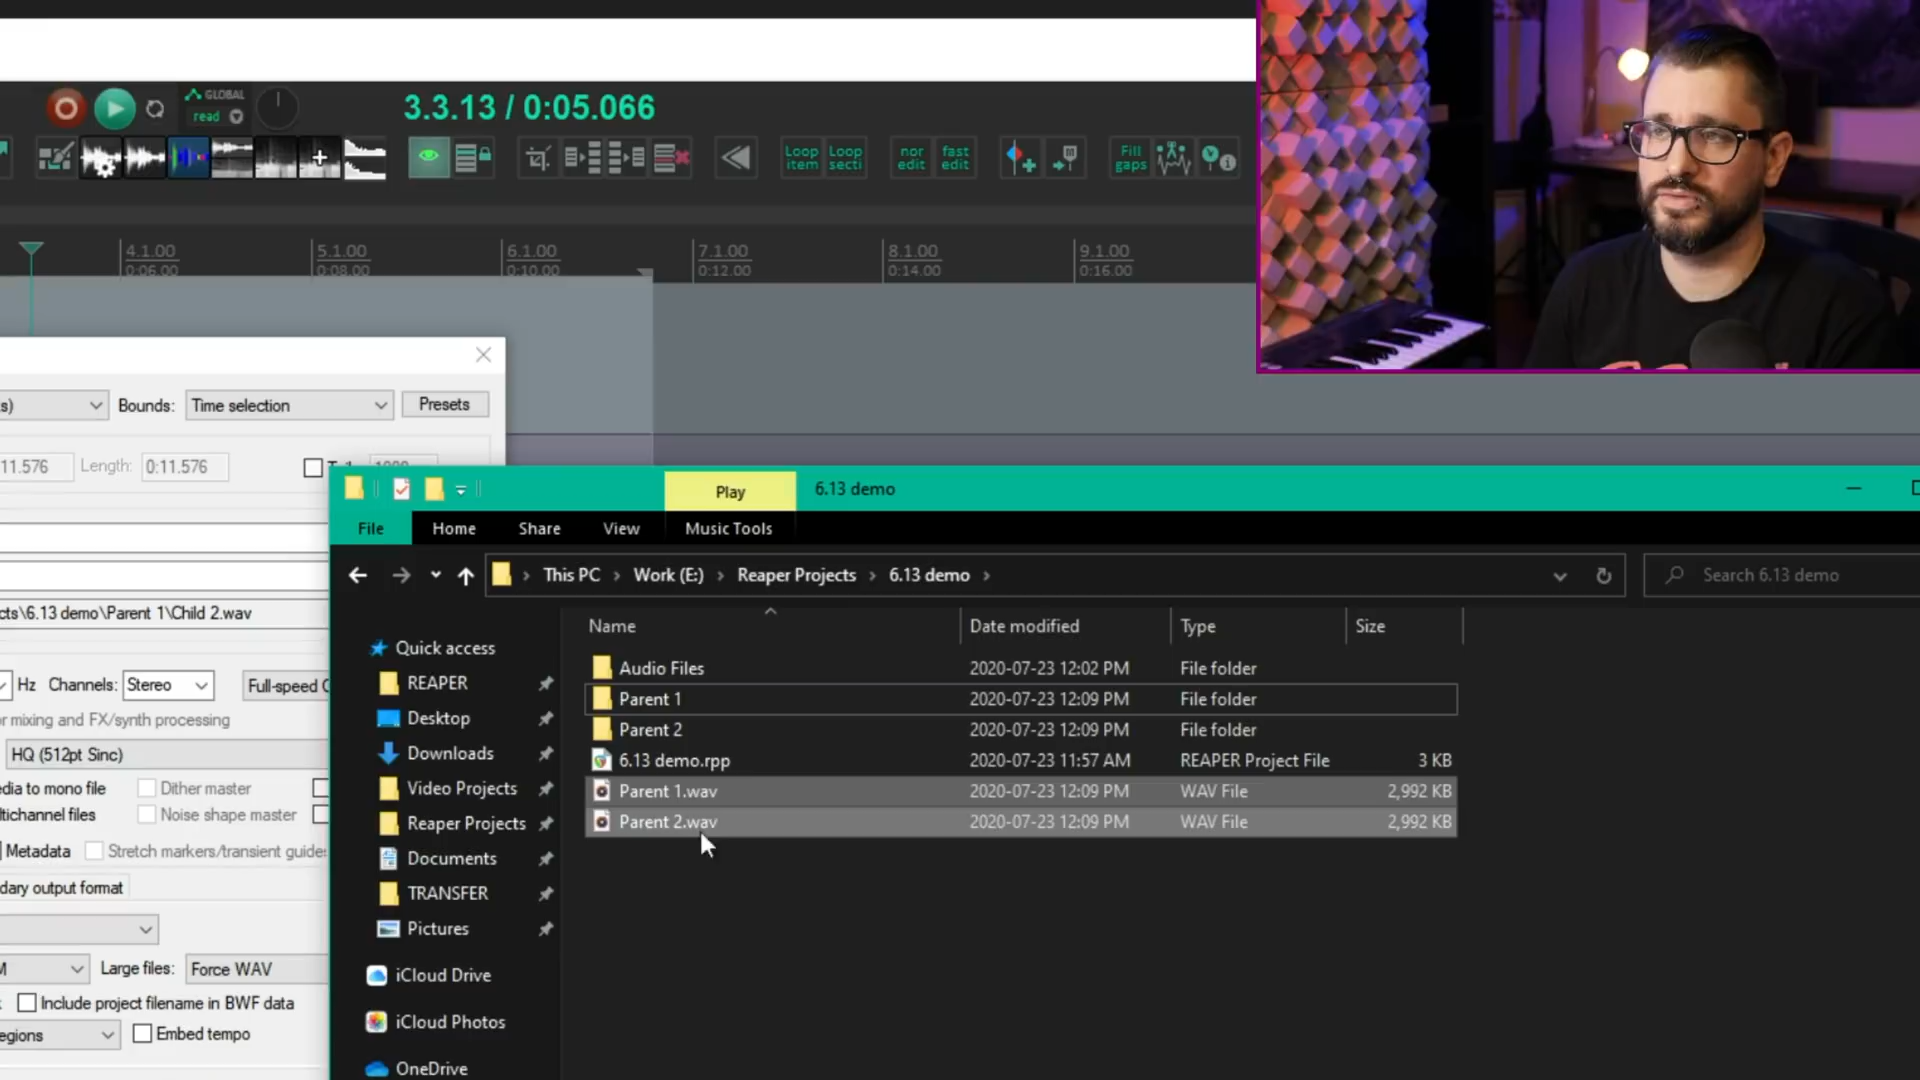 GLOBAL
read
3.3.13 / 0:05.066
Loop item
Loop secti
nor edit
fast edit
Fill gaps
4.1.00
0:06.00
5.1.00
0:08.00
6.1.00
0:10.00
7.1.00
0:12.00
8.1.00
0:14.00
9.1.00
0:16.00
s)
Bounds:
Time selection
Presets
11.576
Length:
0:11.576
Play
6.13 demo
File
Home
Share
View
Music Tools
This PC
Work (E:)
Reaper Projects
6.13 demo
Search 6.13 demo
cts\6.13 demo\Parent 1\Child 2.wav
Hz
Channels:
Stereo
Full-speed
or mixing and FX/synth processing
HQ (512pt Sinc)
edia to mono file
Dither master
ltichannel files
Noise shape master
Metadata
Stretch markers/transient guide
dary output format
Large files:
Force WAV
Include project filename in BWF data
egions
Embed tempo
Quick access
REAPER
Desktop
Downloads
Video Projects
Reaper Projects
Documents
TRANSFER
Pictures
iCloud Drive
iCloud Photos
OneDrive
Name
Date modified
Type
Size
Audio Files
2020-07-23 12:02 PM
File folder
Parent 1
2020-07-23 12:09 PM
File folder
Parent 2
2020-07-23 12:09 PM
File folder
6.13 demo.rpp
2020-07-23 11:57 AM
REAPER Project File
3 KB
Parent 1.wav
2020-07-23 12:09 PM
WAV File
2,992 KB
Parent 2.wav
2020-07-23 12:09 PM
WAV File
2,992 KB